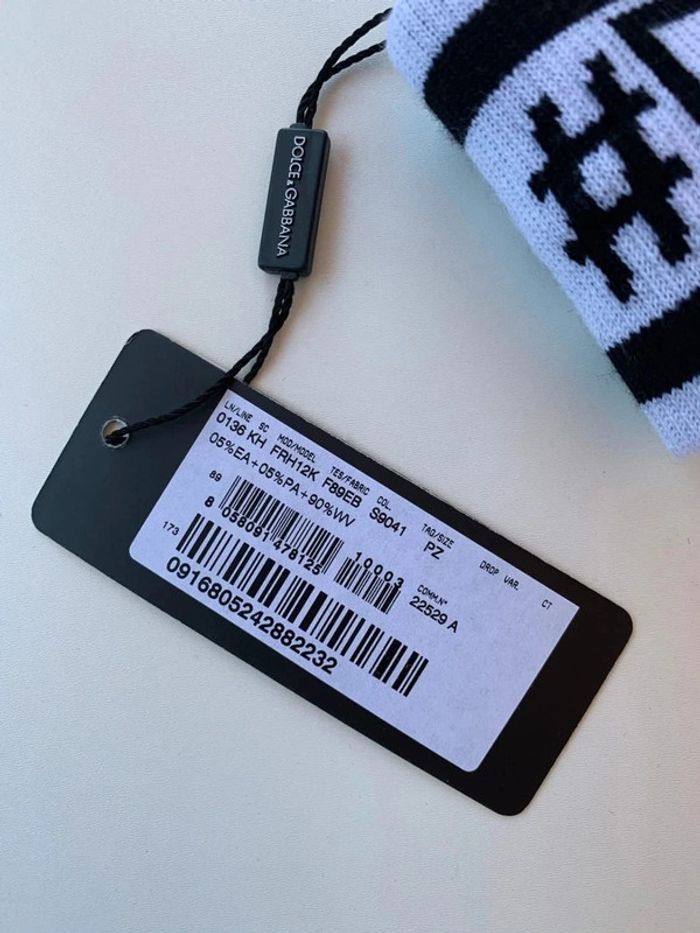 DOLCE & GABBANA
#
LN/LINE SC MOD/MODEL TES/FABRIC COL. TAG/SIZE DROP VAR. CT
0136 KH FRH12K F89EB S9041 PZ
05%EA+05%PA+90%WV
89
8 058091 478125 10003 COMM.N°
22529 A
173
0916805242882232